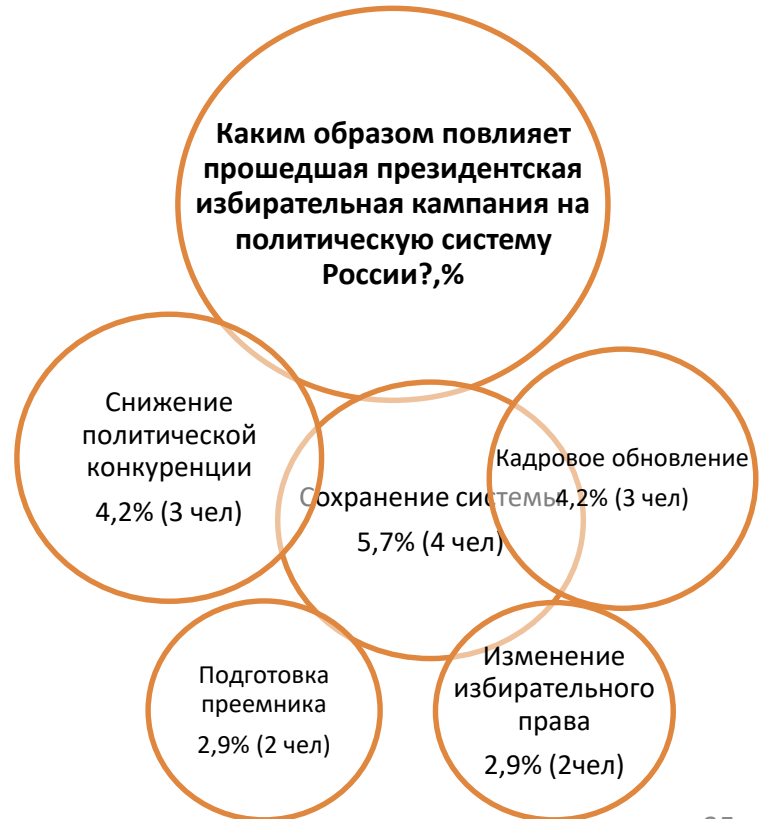 Каким образом повлияет
прошедшая президентская
избирательная кампания на
политическую систему
России?,%
Снижение
политической
конкуренции
4,2% (3 чел)
Сохранение системы
5,7% (4 чел)
Кадровое обновление
4,2% (3 чел)
Подготовка
преемника
2,9% (2 чел)
Изменение
избирательного
права
2,9% (2чел)